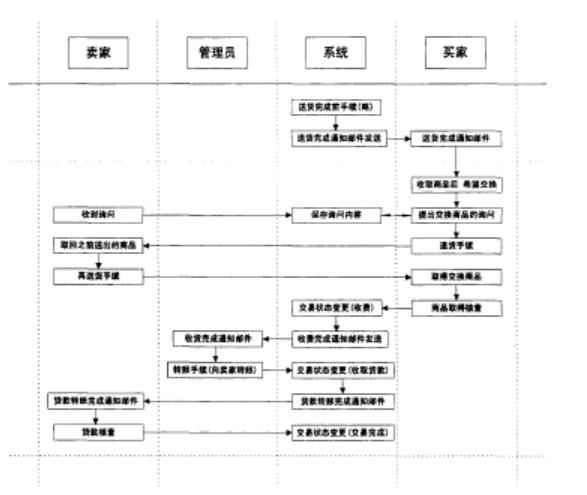 卖家
管理员
系统
买家
送货完成前手续(略)
送货完成通知邮件发送
送货完成通知邮件
收取商品后 希望交换
收到询问
保存询问内容
提出交换商品的询问
取回之前送出的商品
退货手续
再送货手续
取得交换商品
交易状态变更(收费)
商品取得核查
收货完成通知邮件
收费完成通知邮件发送
转账手续(向卖家转账)
交易状态变更(收取货款)
货款转账完成通知邮件
货款转账完成通知邮件
货款核查
交易状态变更(交易完成)